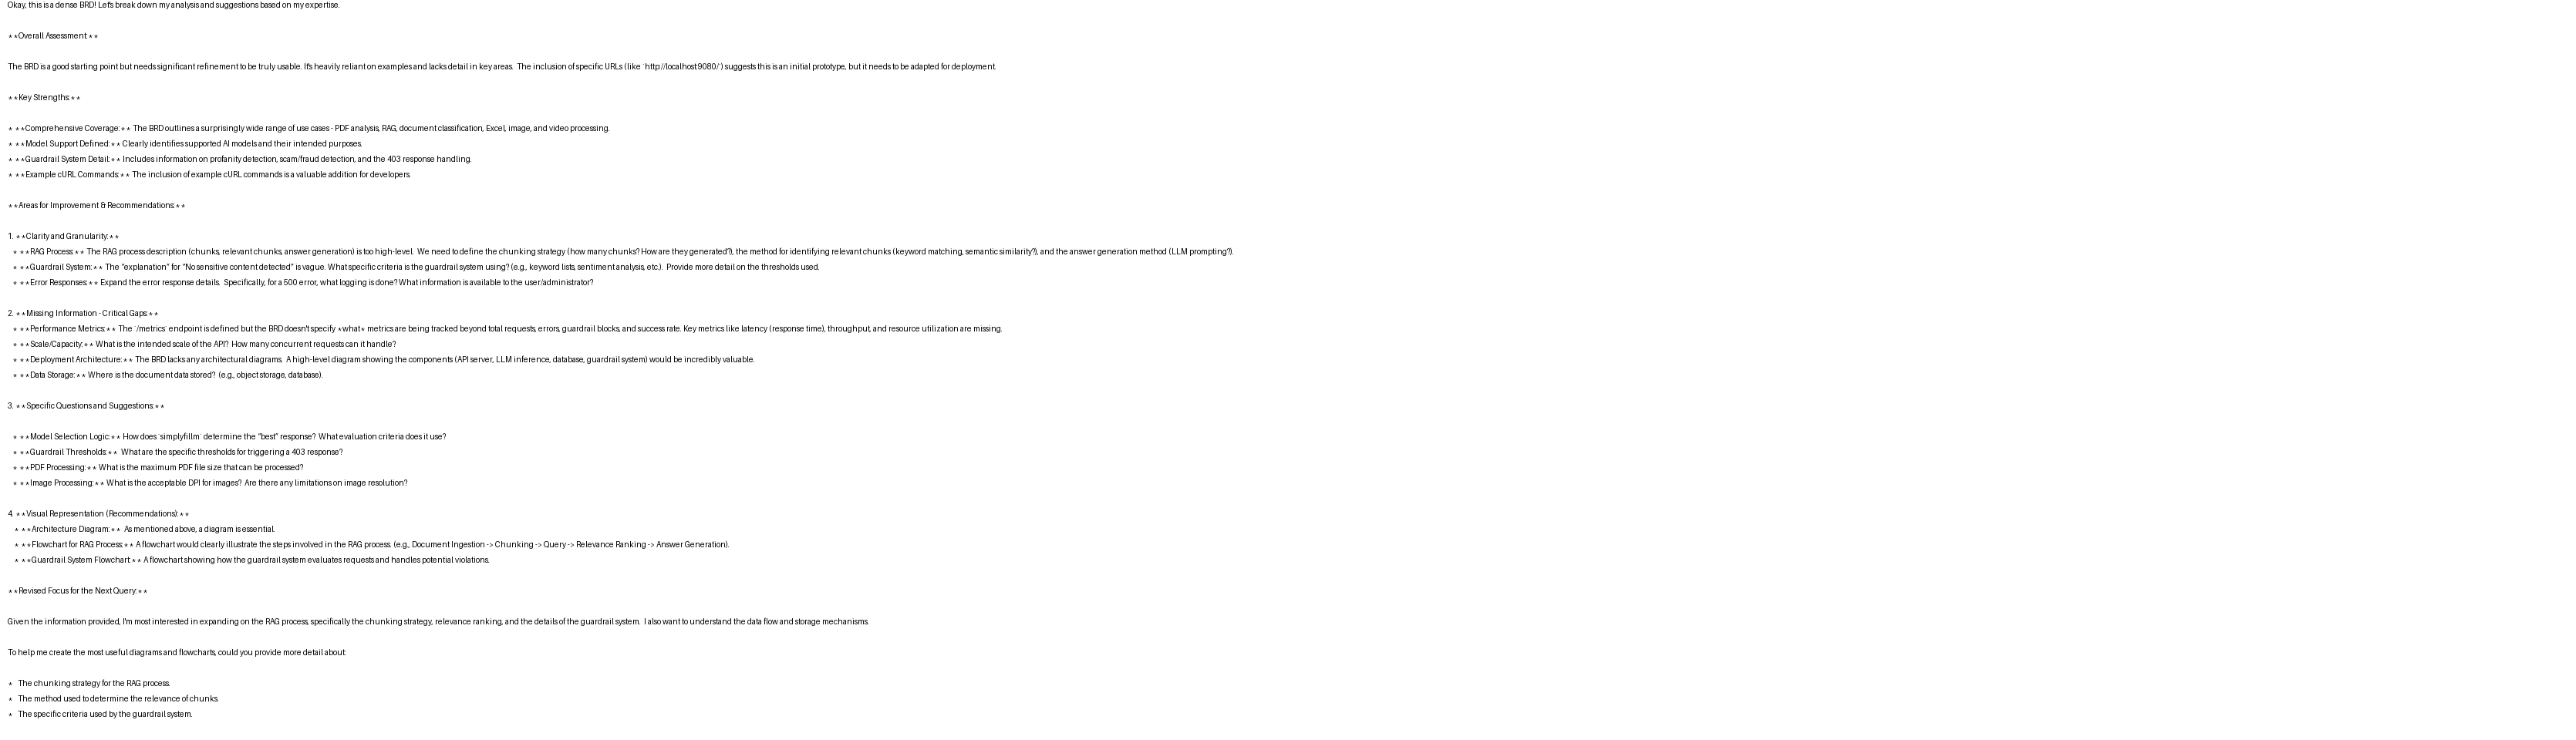 Okay, this is a dense BRD! Let's break down my analysis and suggestions based on my expertise.
**Overall Assessment:**
The BRD is a good starting point but needs significant refinement to be truly usable. It's heavily reliant on examples and lacks detail in key areas.  The inclusion of specific URLs (like `http://localhost:9080/`) suggests this is an initial prototype, but it needs to be adapted for deployment.
**Key Strengths:**
* **Comprehensive Coverage:** The BRD outlines a surprisingly wide range of use cases - PDF analysis, RAG, document classification, Excel, image, and video processing.
* **Model Support Defined:** Clearly identifies supported AI models and their intended purposes.
* **Guardrail System Detail:** Includes information on profanity detection, scam/fraud detection, and the 403 response handling.
* **Example cURL Commands:** The inclusion of example cURL commands is a valuable addition for developers.
**Areas for Improvement & Recommendations:**
1. **Clarity and Granularity:**
* **RAG Process:** The RAG process description (chunks, relevant chunks, answer generation) is too high-level.  We need to define the chunking strategy (how many chunks? How are they generated?), the method for identifying relevant chunks (keyword matching, semantic similarity?), and the answer generation method (LLM prompting?).
* **Guardrail System:** The "explanation" for "No sensitive content detected" is vague. What specific criteria is the guardrail system using? (e.g., keyword lists, sentiment analysis, etc.).  Provide more detail on the thresholds used.
* **Error Responses:** Expand the error response details.  Specifically, for a 500 error, what logging is done? What information is available to the user/administrator?
2. **Missing Information - Critical Gaps:**
* **Performance Metrics:** The `/metrics` endpoint is defined but the BRD doesn't specify *what* metrics are being tracked beyond total requests, errors, guardrail blocks, and success rate. Key metrics like latency (response time), throughput, and resource utilization are missing.
* **Scale/Capacity:** What is the intended scale of the API?  How many concurrent requests can it handle?
* **Deployment Architecture:** The BRD lacks any architectural diagrams.  A high-level diagram showing the components (API server, LLM inference, database, guardrail system) would be incredibly valuable.
* **Data Storage:** Where is the document data stored?  (e.g., object storage, database).
3. **Specific Questions and Suggestions:**
* **Model Selection Logic:** How does `simplyfillm` determine the "best" response?  What evaluation criteria does it use?
* **Guardrail Thresholds:**  What are the specific thresholds for triggering a 403 response?
* **PDF Processing:** What is the maximum PDF file size that can be processed?
* **Image Processing:** What is the acceptable DPI for images?  Are there any limitations on image resolution?
4. **Visual Representation (Recommendations):**
* **Architecture Diagram:**  As mentioned above, a diagram is essential.
* **Flowchart for RAG Process:** A flowchart would clearly illustrate the steps involved in the RAG process. (e.g., Document Ingestion -> Chunking -> Query -> Relevance Ranking -> Answer Generation).
* **Guardrail System Flowchart:** A flowchart showing how the guardrail system evaluates requests and handles potential violations.
**Revised Focus for the Next Query:**
Given the information provided, I'm most interested in expanding on the RAG process, specifically the chunking strategy, relevance ranking, and the details of the guardrail system.  I also want to understand the data flow and storage mechanisms.
To help me create the most useful diagrams and flowcharts, could you provide more detail about:
* The chunking strategy for the RAG process.
* The method used to determine the relevance of chunks.
* The specific criteria used by the guardrail system.